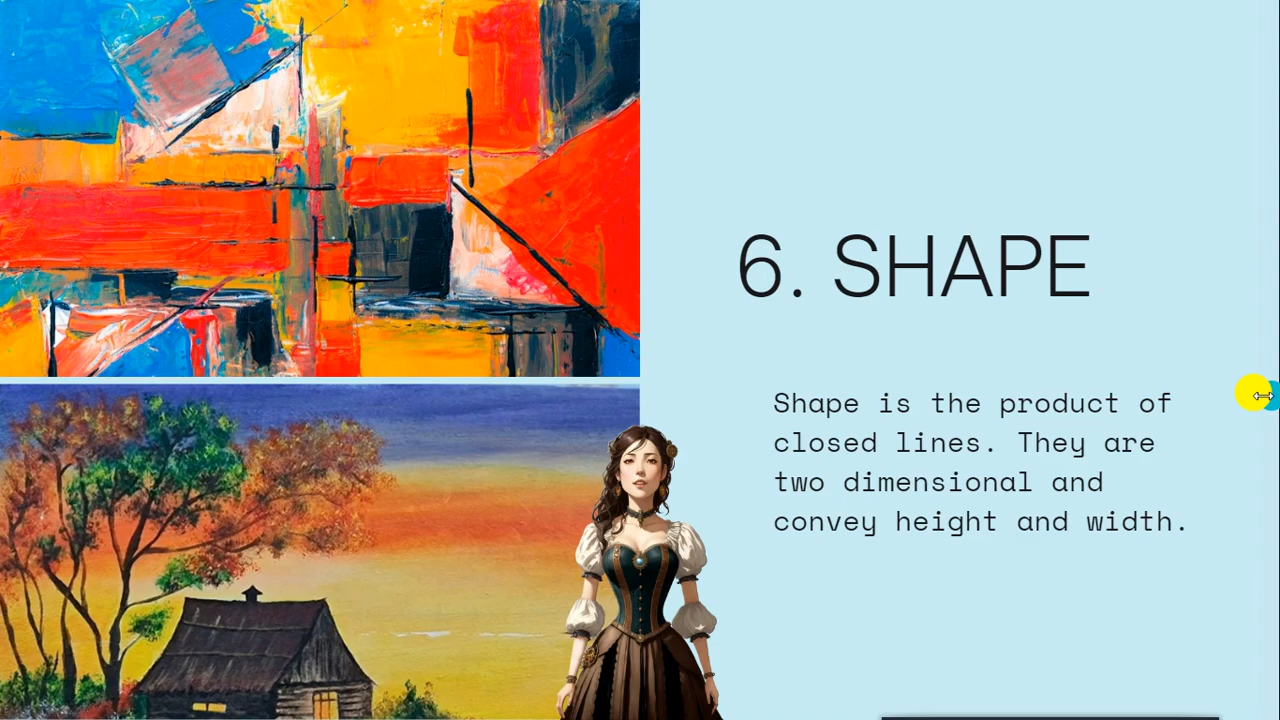 6. SHAPE
Shape is the product of
closed lines. They are
two dimensional and
convey height and width.